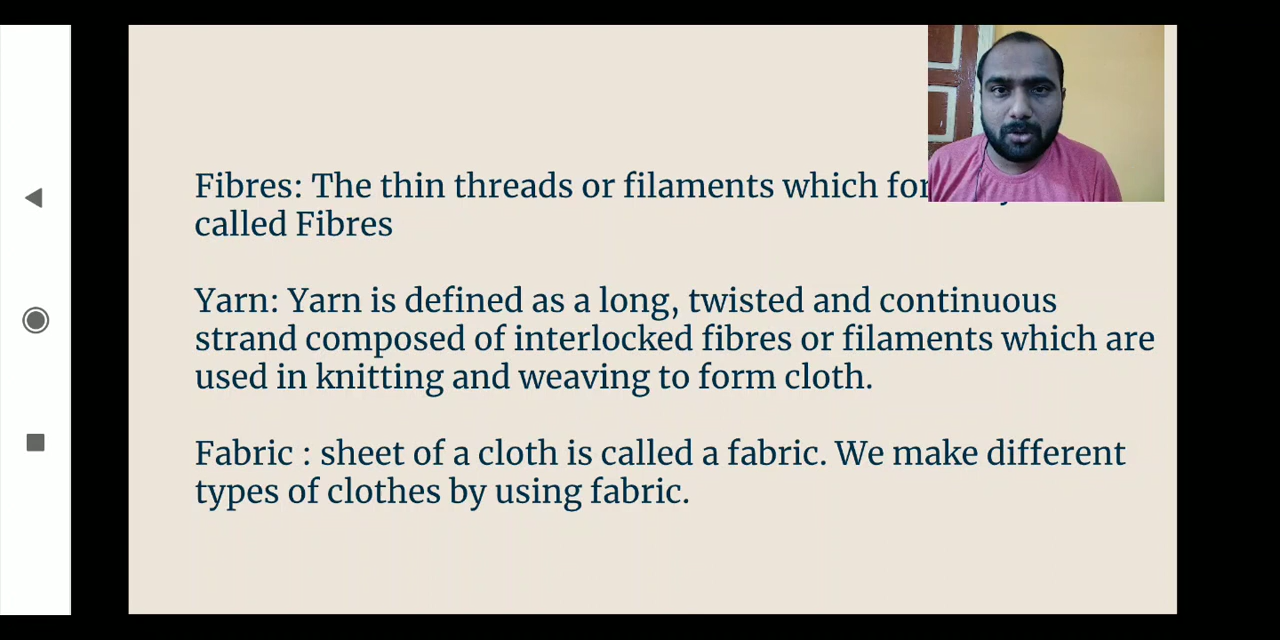 Fibres: The thin threads or filaments which
called Fibres
Yarn: Yarn is defined as a long, twisted and continuous
strand composed of interlocked fibres or filaments which are
used in knitting and weaving to form cloth.
Fabric : sheet of a cloth is called a fabric. We make different
types of clothes by using fabric.